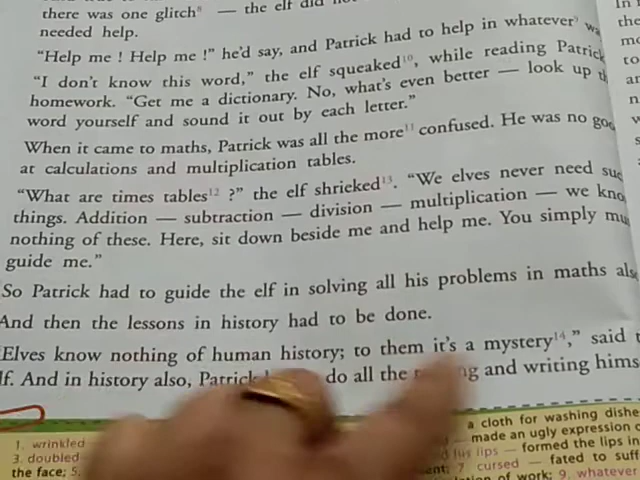 there was one glitch⁸ — the elf did
needed help.
"Help me ! Help me !" he'd say, and Patrick had to help in whatever⁹
"I don't know this word," the elf squeaked¹⁰, while reading Patrick
homework. "Get me a dictionary. No, what's even better — look up
word yourself and sound it out by each letter."
When it came to maths, Patrick was all the more¹¹ confused. He was no
at calculations and multiplication tables.
"What are times tables¹² ?" the elf shrieked¹³. "We elves never need
things. Addition — subtraction — division — multiplication — we
nothing of these. Here, sit down beside me and help me. You simply
guide me."
So Patrick had to guide the elf in solving all his problems in maths
And then the lessons in history had to be done.
Elves know nothing of human history; to them it's a mystery¹⁴," said
lf. And in history also, Patrick do all the and writing hims
1. wrinkled
3. doubled
the face; 5.
a cloth for washing dishe
made an ugly expression
his lips — formed the lips in
7 cursed — fated to suff
of work; 9. whatever